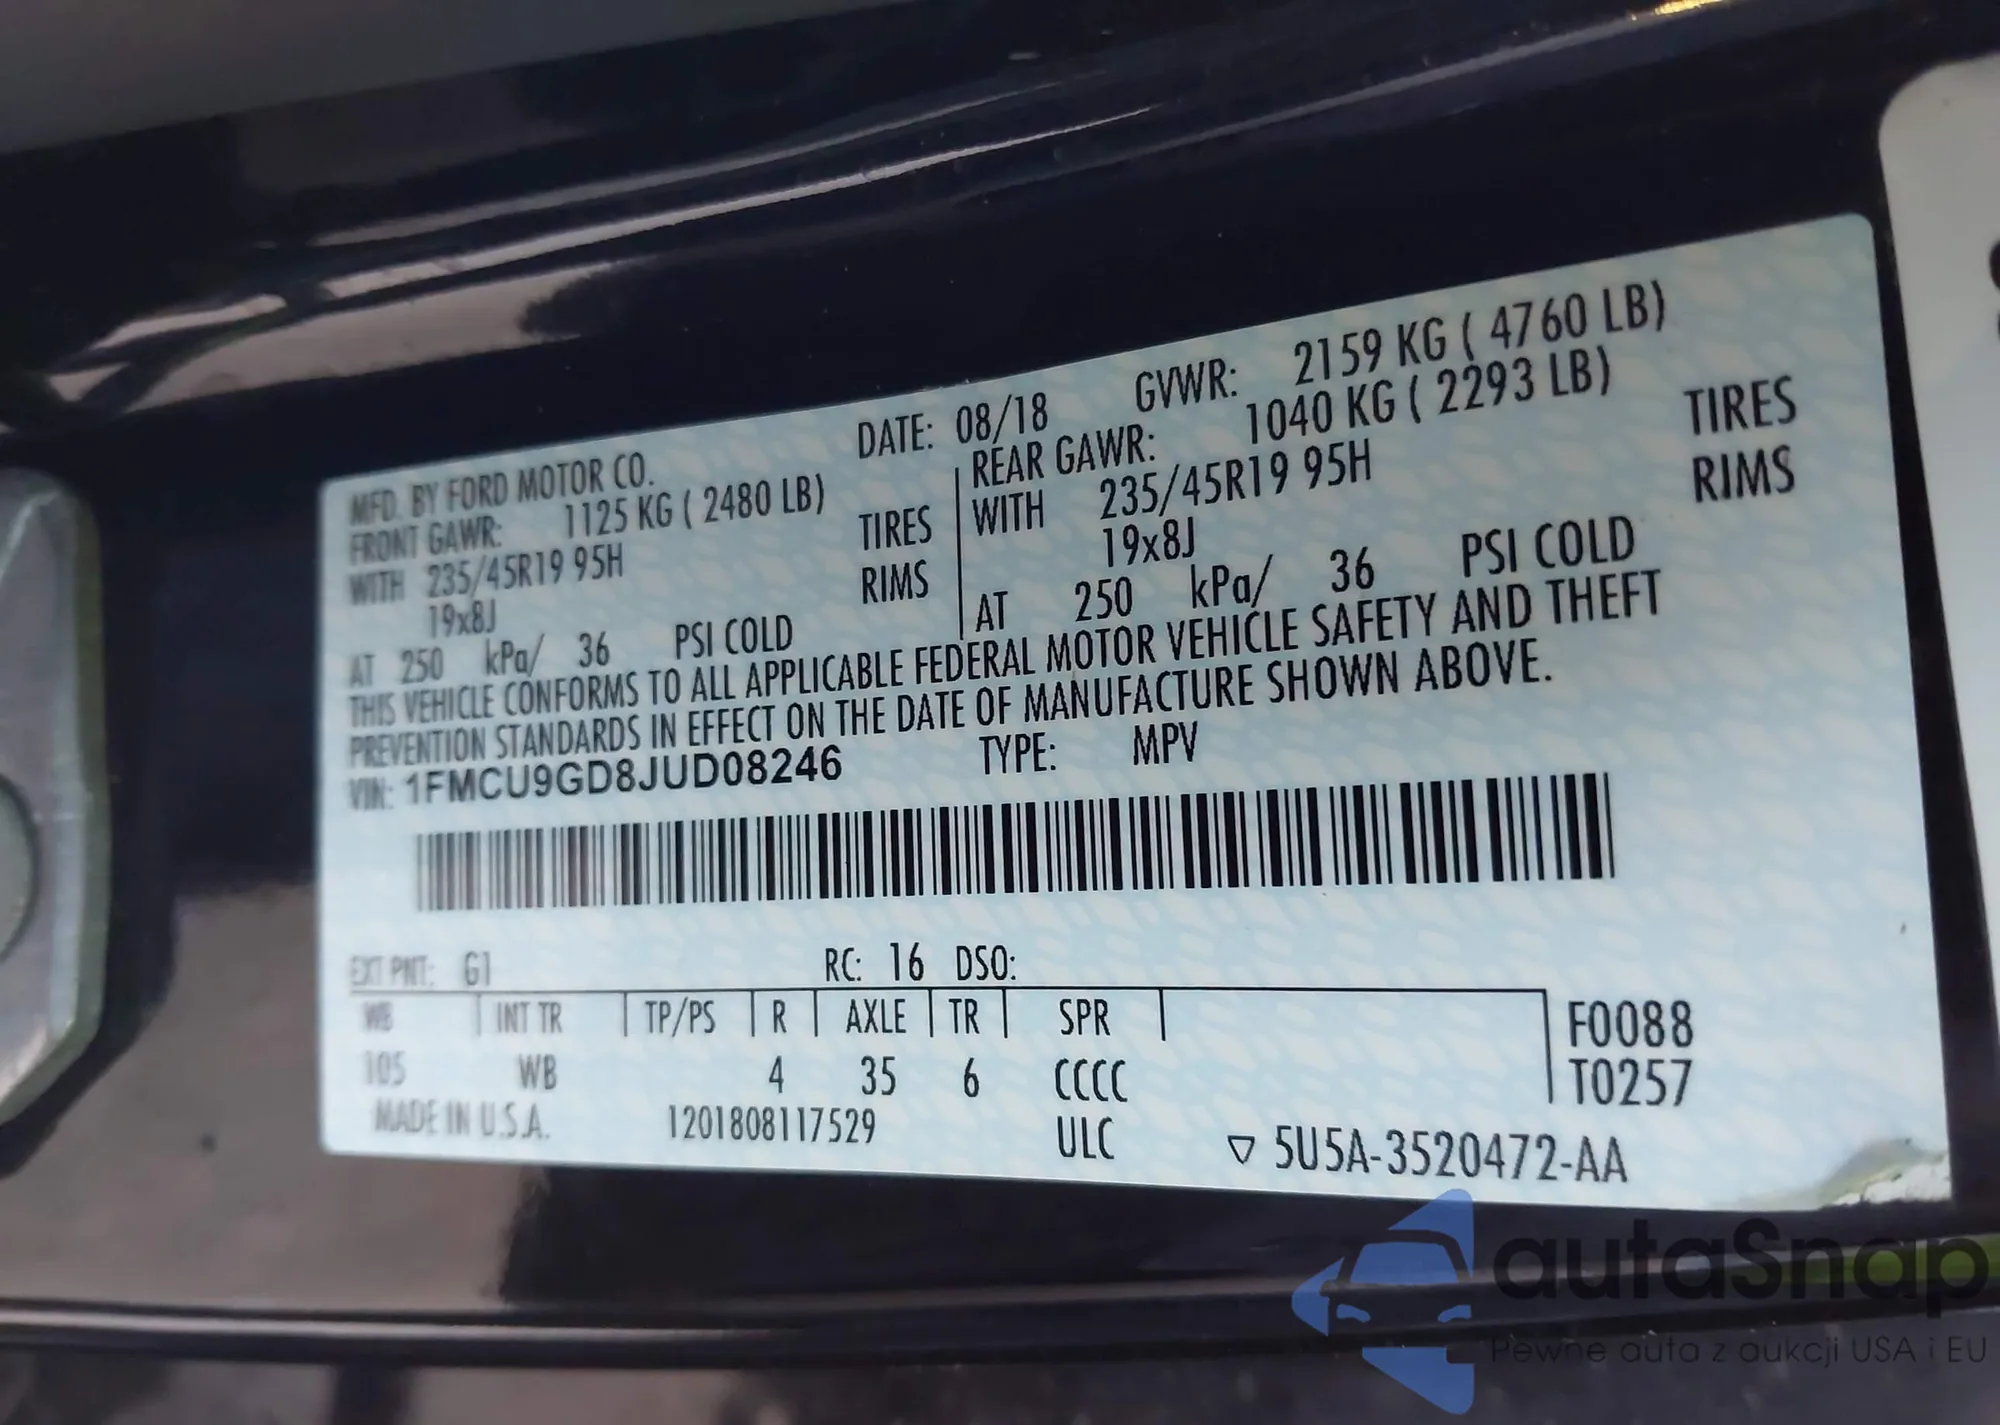 MFD. BY FORD MOTOR CO. DATE: 08/18 GVWR: 2159 KG ( 4760 LB)
FRONT GAWR: 1125 KG ( 2480 LB) REAR GAWR: 1040 KG ( 2293 LB)
WITH 235/45R19 95H TIRES WITH 235/45R19 95H TIRES
19x8J RIMS 19x8J RIMS
AT 250 kPa/ 36 PSI COLD AT 250 kPa/ 36 PSI COLD
THIS VEHICLE CONFORMS TO ALL APPLICABLE FEDERAL MOTOR VEHICLE SAFETY AND THEFT
PREVENTION STANDARDS IN EFFECT ON THE DATE OF MANUFACTURE SHOWN ABOVE.
VIN: 1FMCU9GD8JUD08246 TYPE: MPV
EXT PNT: G1 RC: 16 DSO:
WB INT TR TP/PS R AXLE TR SPR F0088
105 WB 4 35 6 CCCC T0257
MADE IN U.S.A. 1201808117529 ULC ▽ 5U5A-3520472-AA
autaSnap
Pewne auta z aukcji USA i EU